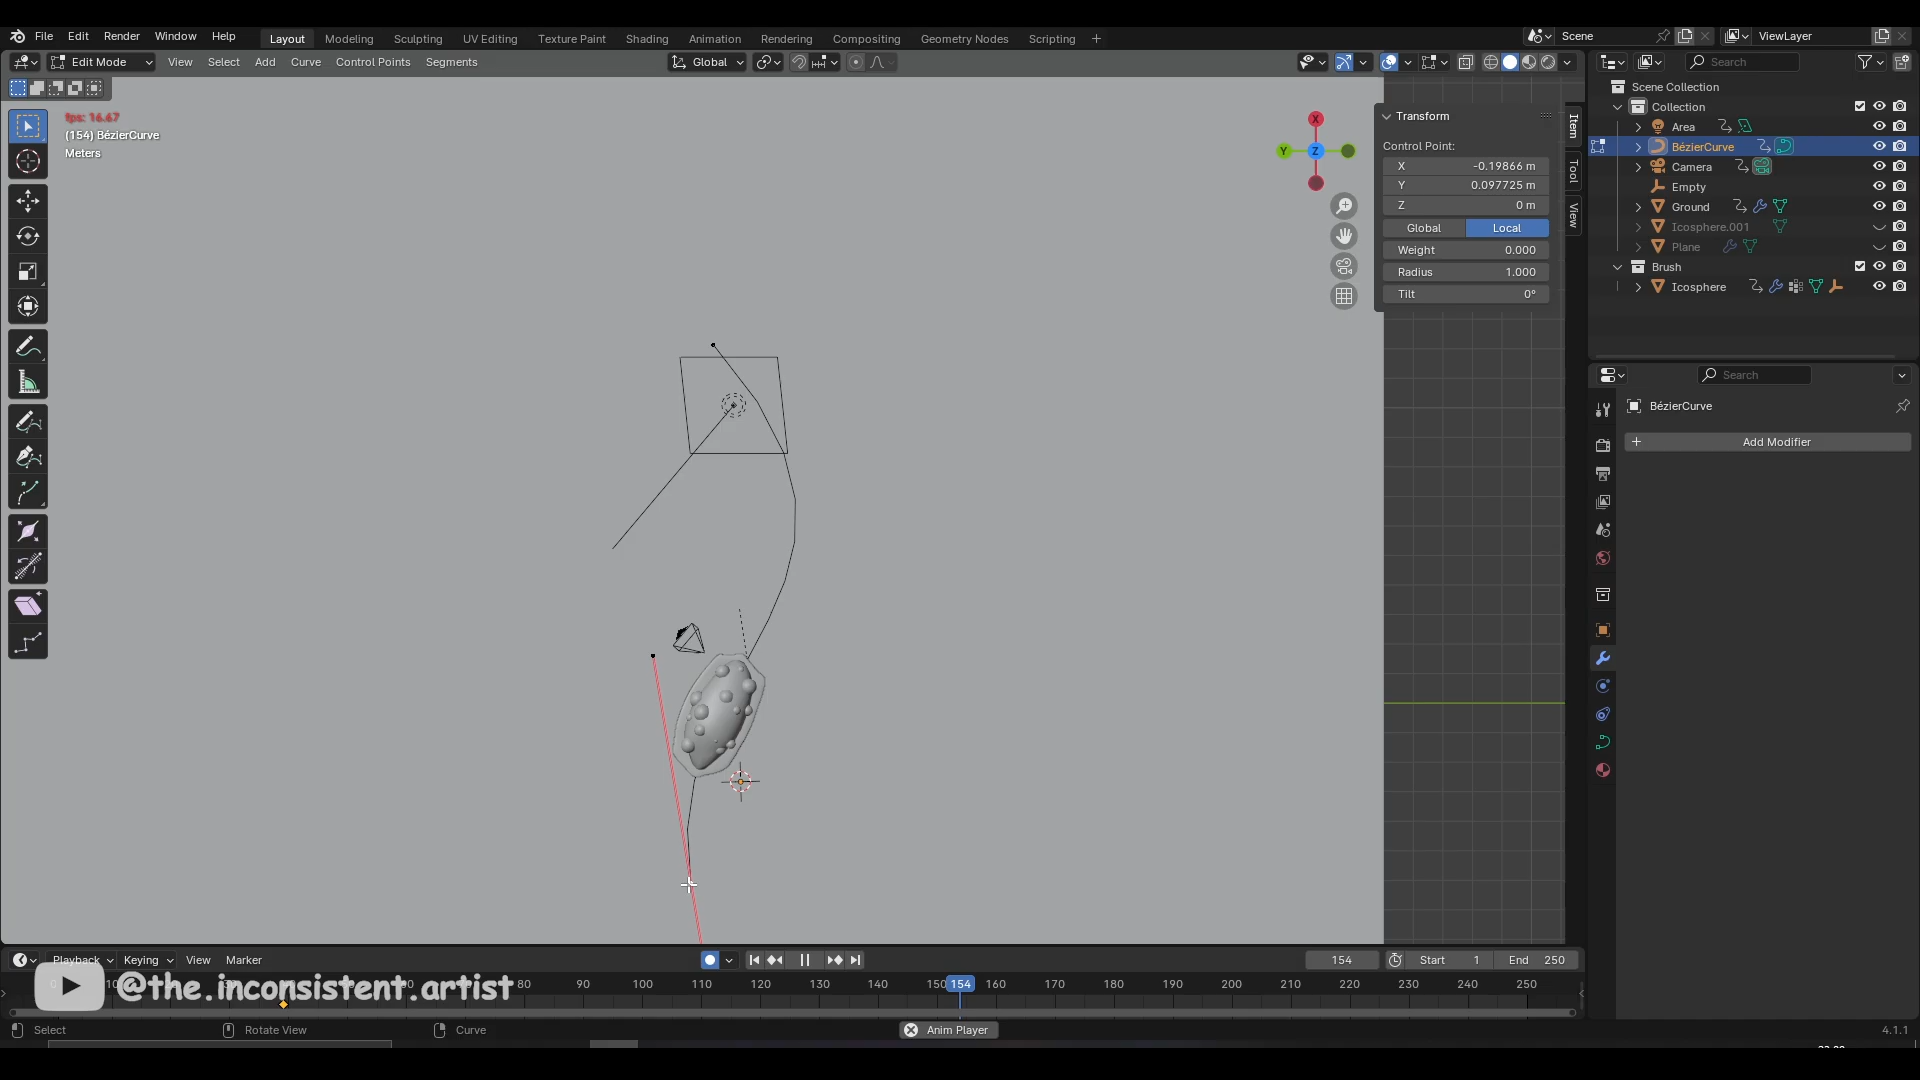 File Edit Render Window Help Layout Modeling Sculpting UV Editing Texture Paint Shading Animation Rendering Compositing Geometry Nodes Scripting + Scene ViewLayer
Edit Mode View Select Add Curve Control Points Segments Global Search
fps: 16.67
(154) BézierCurve
Meters
X
Y
Z
Transform
Control Point:
X -0.19866 m
Y 0.097725 m
Z 0 m
Global Local
Weight 0.000
Radius 1.000
Tilt 0°
Item
Tool
View
Scene Collection
Collection
Area
BézierCurve
Camera
Empty
Ground
Icosphere.001
Plane
Brush
Icosphere
Search
BézierCurve
+ Add Modifier
Playback Keying View Marker 154 Start 1 End 250
90 100 110 120 130 140 150 154 160 170 180 190 200 210 220 230 240 250
@the.inconsistent.artist
Select Rotate View Curve Anim Player 4.1.1